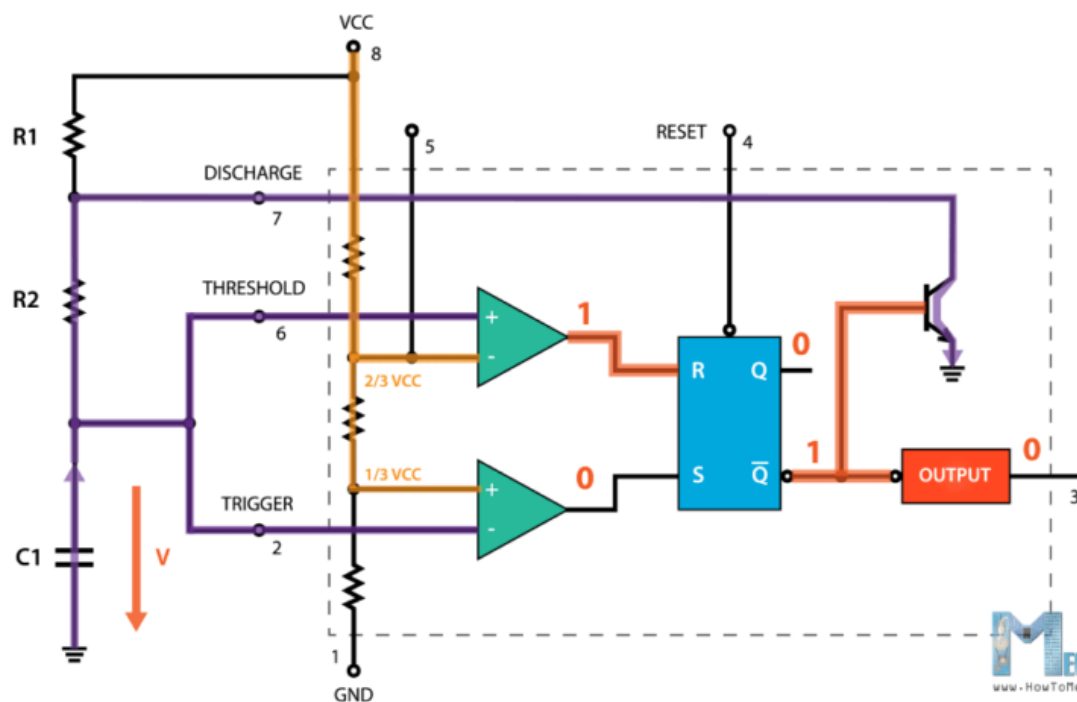 VCC
8
R1
5
RESET
4
DISCHARGE
7
R2
THRESHOLD
6
+
-
1
2/3 VCC
R
Q
0
1/3 VCC
+
-
0
S
Q̅
1
OUTPUT
0
3
TRIGGER
2
C1
V
1
GND
www.HowToMe